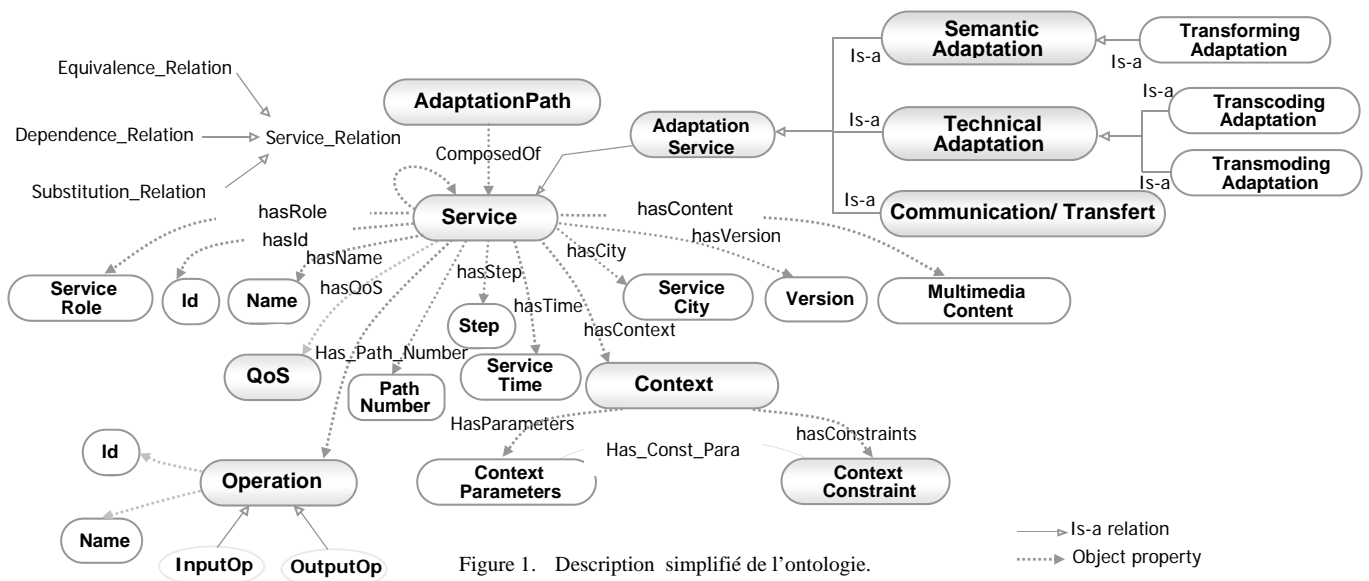 Semantic
Adaptation
Transforming
Adaptation
Is-a
Is-a
Equivalence_Relation
AdaptationPath
Is-a
Transcoding
Adaptation
Dependence_Relation
Service_Relation
Adaptation
Service
Is-a
Technical
Adaptation
ComposedOf
Transmoding
Adaptation
Is-a
Substitution_Relation
Is-a
Communication/ Transfert
hasRole
Service
hasContent
hasId
hasVersion
hasName
hasCity
hasStep
hasQoS
Service
Role
Id
Name
hasTime
Service
City
Version
Multimedia
Content
Step
hasContext
Has_Path_Number
QoS
Path
Number
Service
Time
Context
HasParameters
hasConstraints
Has_Const_Para
Id
Operation
Context
Parameters
Context
Constraint
Name
InputOp
OutputOp
Is-a relation
Object property
Figure 1. Description simplifié de l'ontologie.